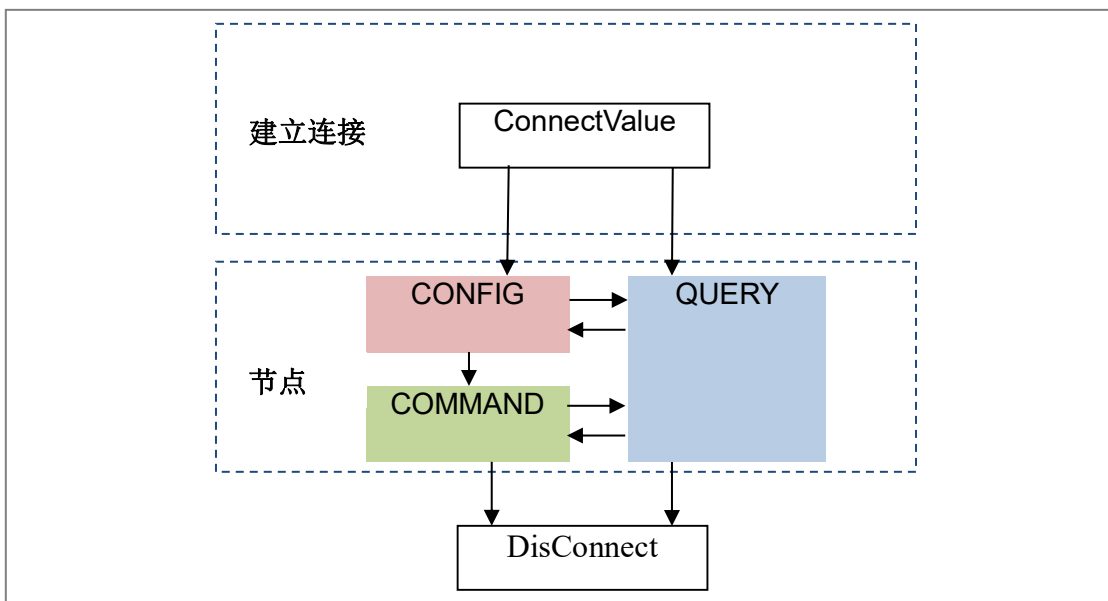 ConnectValue
建立连接
CONFIG
QUERY
节点
COMMAND
DisConnect